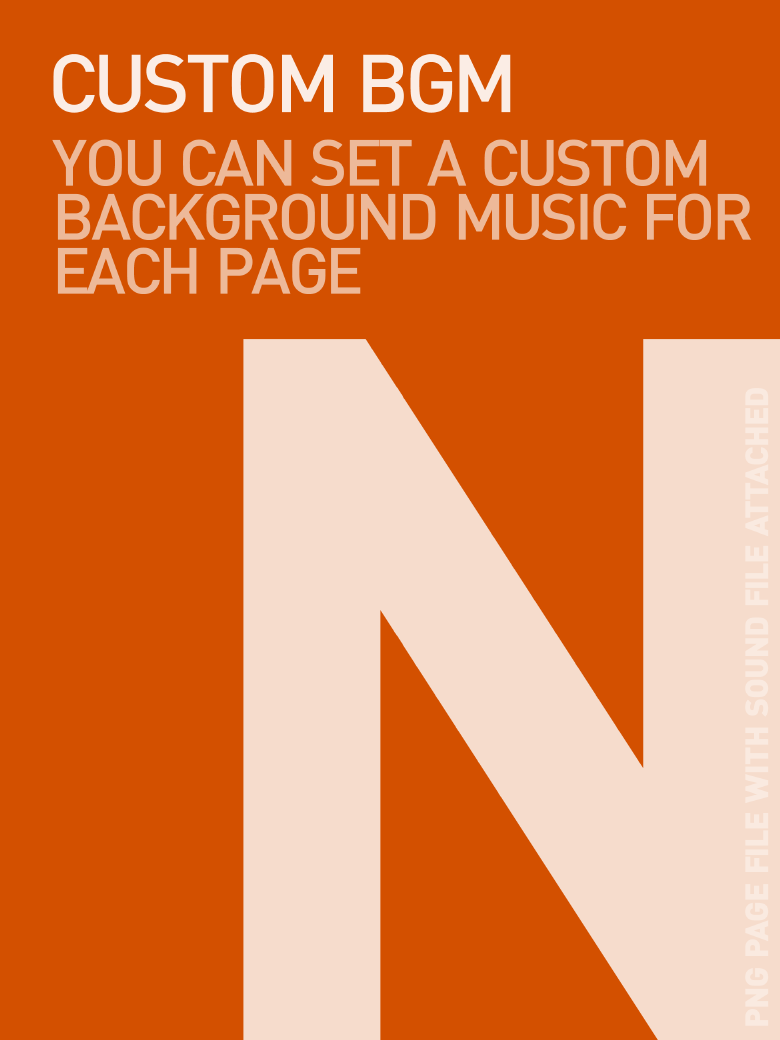 CUSTOM BGM
YOU CAN SET A CUSTOM
BACKGROUND MUSIC FOR
EACH PAGE
N
PNG PAGE FILE WITH SOUND FILE ATTACHED